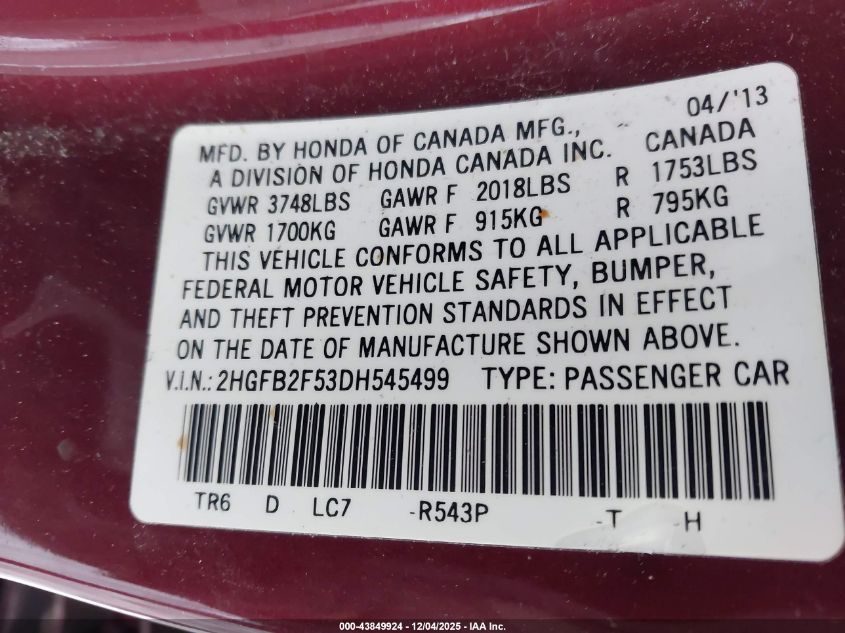 04/'13
MFD. BY HONDA OF CANADA MFG., CANADA
A DIVISION OF HONDA CANADA INC.
GVWR 3748LBS GAWR F 2018LBS R 1753LBS
GVWR 1700KG GAWR F 915KG R 795KG
THIS VEHICLE CONFORMS TO ALL APPLICABLE
FEDERAL MOTOR VEHICLE SAFETY, BUMPER,
AND THEFT PREVENTION STANDARDS IN EFFECT
ON THE DATE OF MANUFACTURE SHOWN ABOVE.
V.I.N.: 2HGFB2F53DH545499 TYPE: PASSENGER CAR
TR6 D LC7 -R543P -T -H
000-43849924 - 12/04/2025 - IAA Inc.